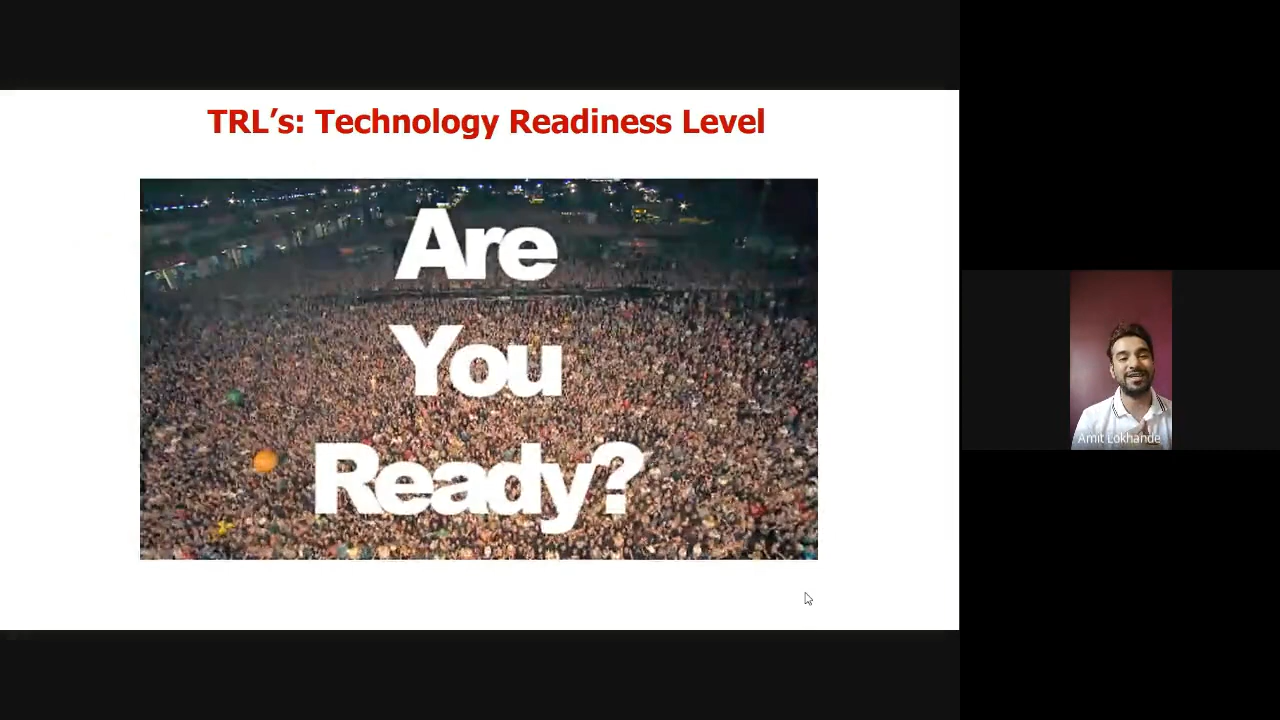 TRL’s: Technology Readiness Level
Are
You
Ready?
Amit Lokhande